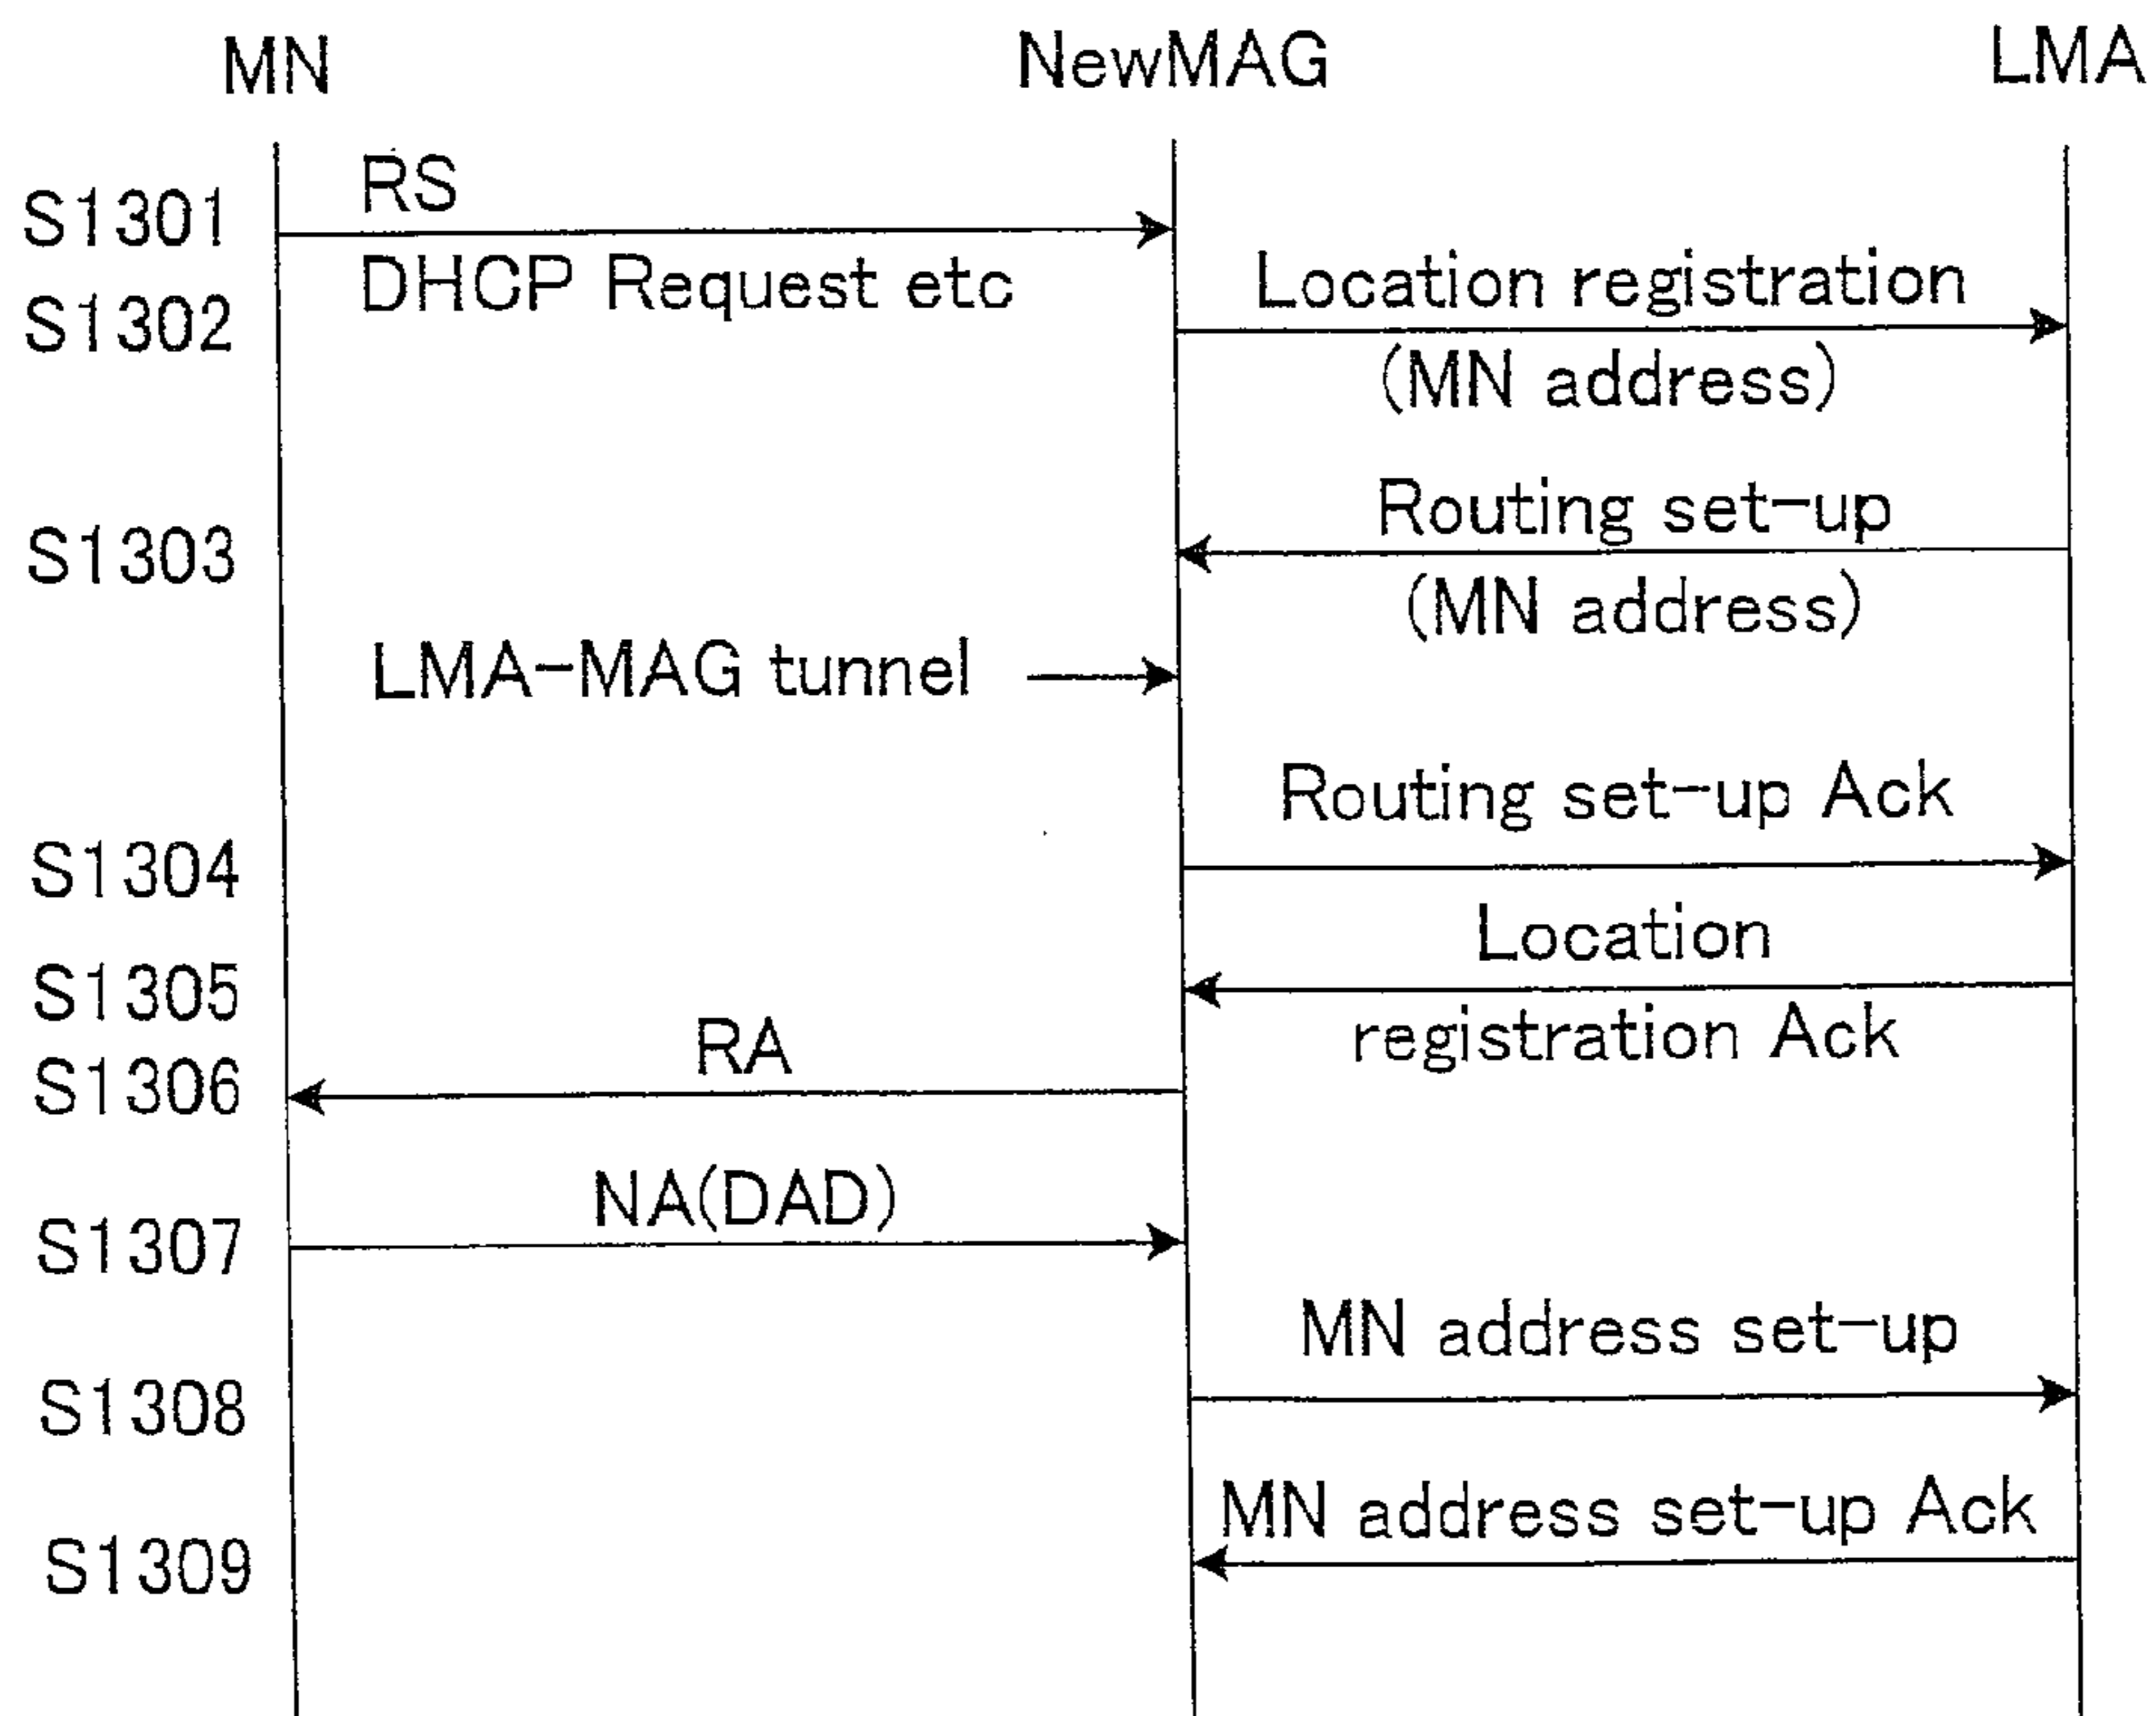 MN NewMAG LMA
RS
S1301
DHCP Request etc
Location registration
S1302
(MN address)
Routing set-up
S1303
(MN address)
LMA-MAG tunnel
Routing set-up Ack
S1304
Location
S1305
registration Ack
RA
S1306
NA(DAD)
S1307
MN address set-up
S1308
MN address set-up Ack
S1309